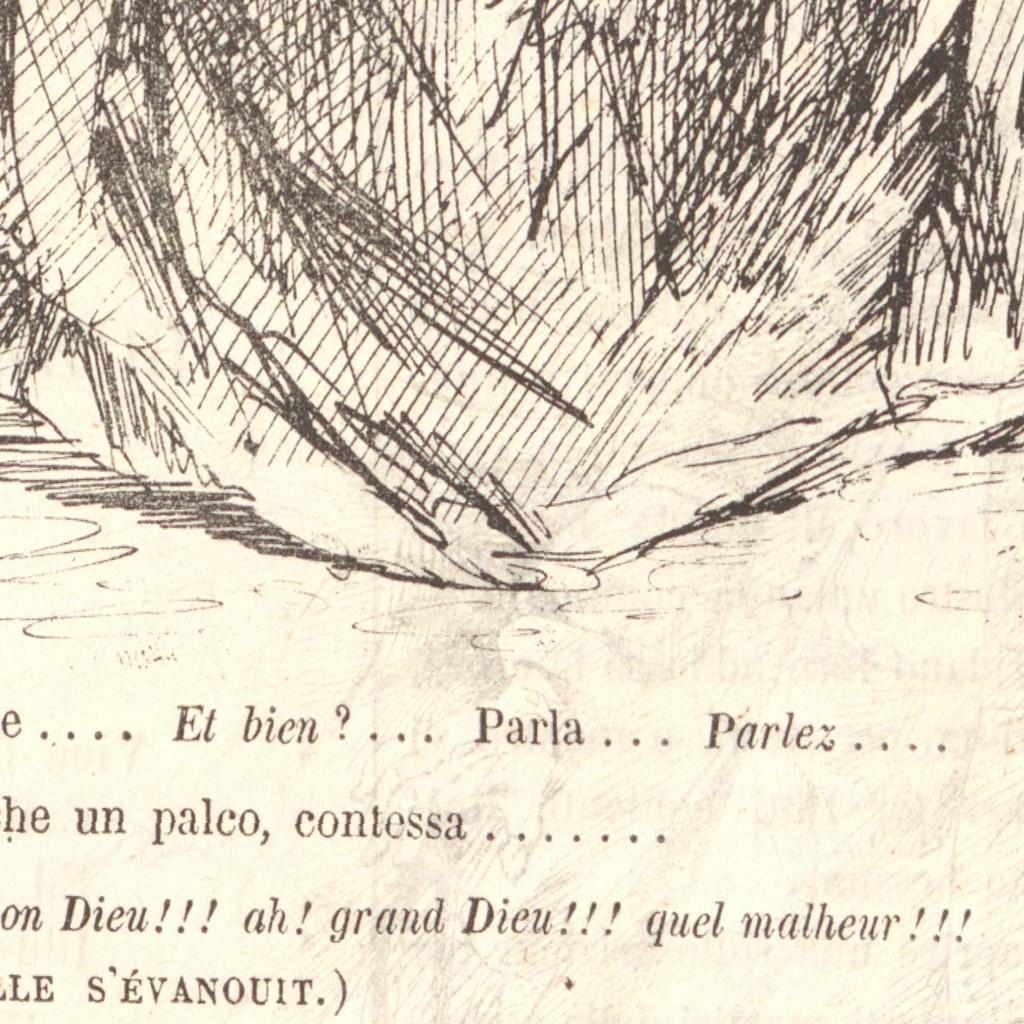 e .... Et bien ? ... Parla ... Parlez ....
che un palco, contessa ........
on Dieu!!! ah! grand Dieu!!! quel malheur!!!
LLE S'ÉVANOUIT.)